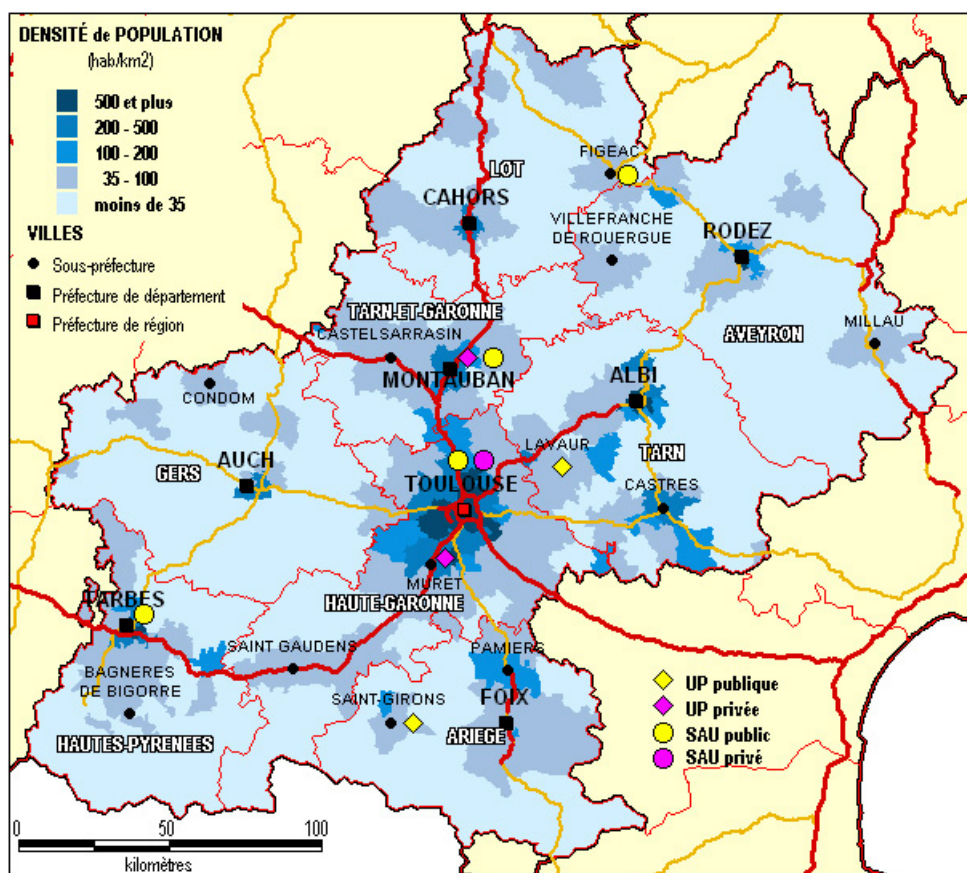 DENSITÉ de POPULATION
(hab/km2)
500 et plus
200 - 500
100 - 200
35 - 100
moins de 35
VILLES
Sous-préfecture
Préfecture de département
Préfecture de région
FIGEAC
LOT
CAHORS
VILLEFRANCHE
DE ROUERGUE
RODEZ
TARN-ET-GARONNE
CASTELSARRASIN
AVEYRON
MILLAU
MONTAUBAN
ALBI
CONDOM
LAVAUR
TARN
AUCH
GERS
TOULOUSE
CASTRES
MURET
HAUTE-GARONNE
TARBES
SAINT GAUDENS
PAMIERS
BAGNERES
DE BIGORRE
SAINT-GIRONS
FOIX
ARIEGE
HAUTES-PYRENEES
UP publique
UP privée
SAU public
SAU privé
0 50 100
kilomètres